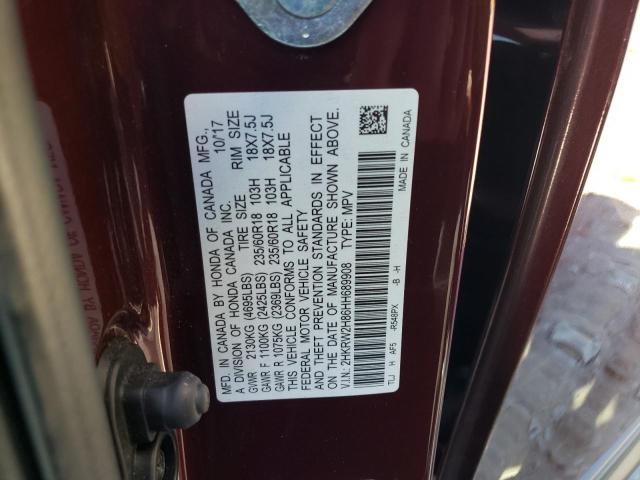 MFD. IN CANADA BY HONDA OF CANADA MFG., 10/17
A DIVISION OF HONDA CANADA INC.
TIRE SIZE RIM SIZE
GVWR 2130KG (4695LBS)
GAWR F 1100KG (2425LBS) 235/60R18 103H 18X7.5J
GAWR R 1075KG (2369LBS) 235/60R18 103H 18X7.5J
THIS VEHICLE CONFORMS TO ALL APPLICABLE
FEDERAL MOTOR VEHICLE SAFETY
AND THEFT PREVENTION STANDARDS IN EFFECT
ON THE DATE OF MANUFACTURE SHOWN ABOVE.
V.I.N.: 2HKRW2H86HH689908 TYPE: MPV
TLJ H AF5 -R548PX -B -H
MADE IN CANADA